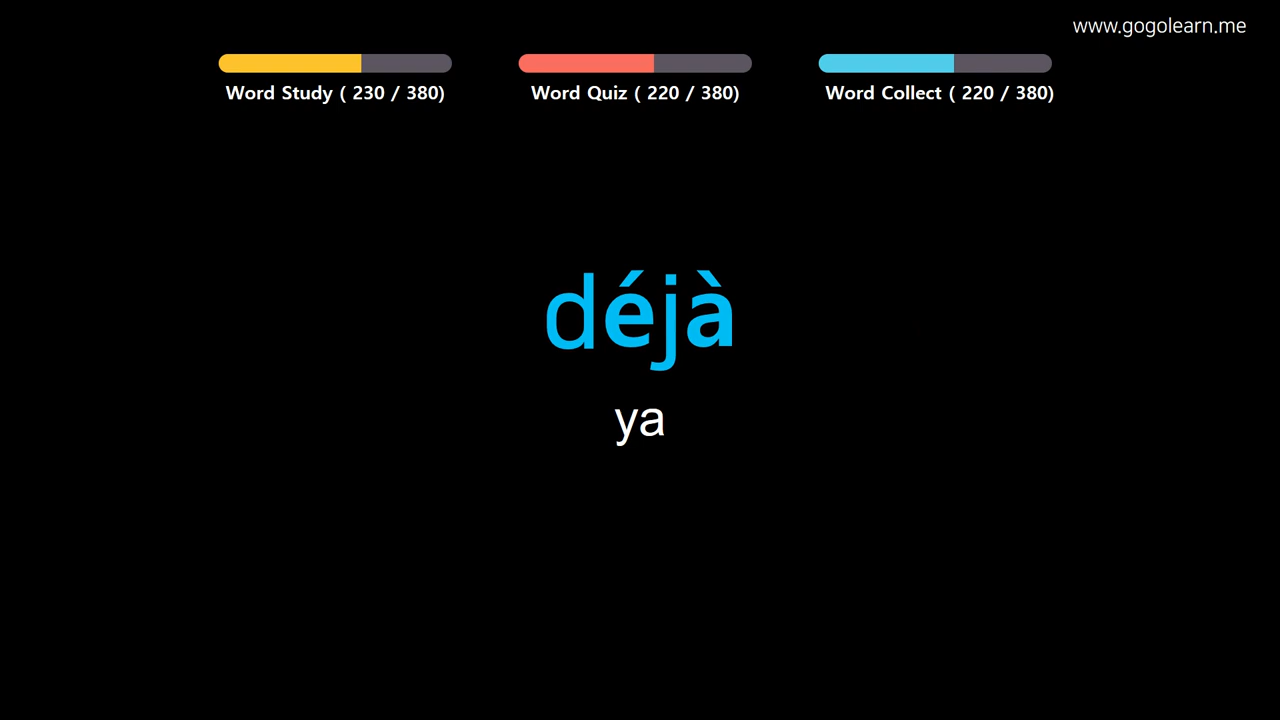 www.gogolearn.me
Word Study ( 230 / 380)
Word Quiz ( 220 / 380)
Word Collect ( 220 / 380)
déjà
ya